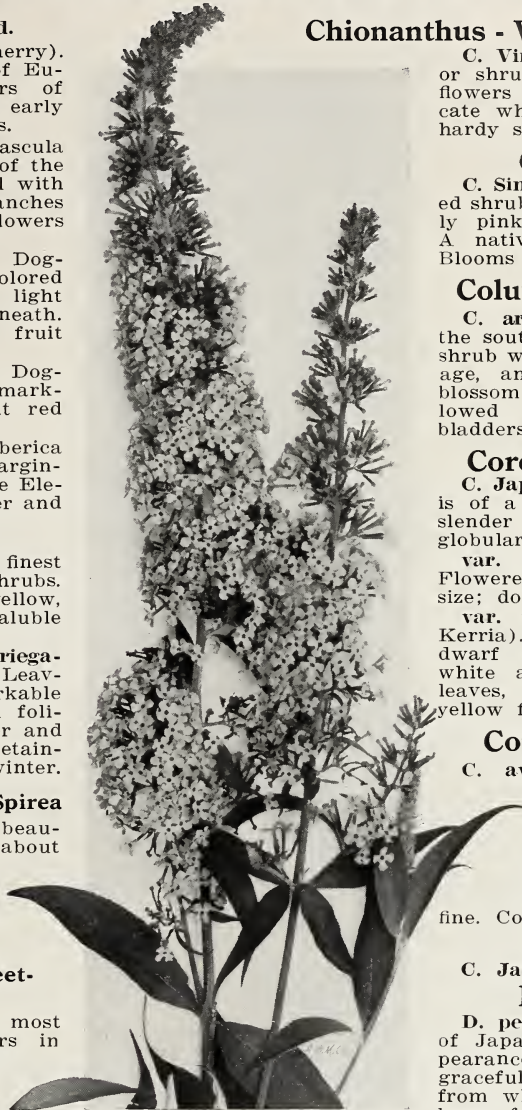 d.
erry).
of Eu-
rs of
early
s.
ascula
of the
d with
anches
lowers
Dog-
olored
light
neath.
fruit
Dog-
mark-
t red
berica
argin-
e Ele-
er and
finest
hrubs.
ellow,
aluble
riega-
Leav-
rkable
foli-
r and
etain-
winter.
Spirea
beau-
about
eet-
most
rs in
Chionanthus -
C. Vir
or shru
flowers
cate wh
hardy s
C. Sin
ed shrub
ly pink
A nativ
Blooms
Colu
C. ar
the sout
shrub w
age, an
blossom
lowed
bladders
Core
C. Jap
is of a
slender
globular
var.
Flowere
size; do
var.
Kerria).
dwarf
white a
leaves,
yellow f
Co
C. av
fine. Co
C. Ja
D. pe
of Japa
pearance
graceful
from w